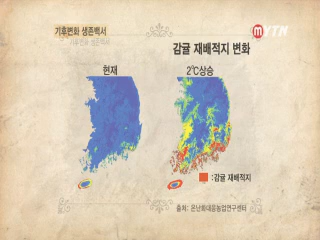 기후변화 생존백서
mYTN
감귤 재배적지 변화
현재
2℃상승
:감귤 재배적지
출처: 온난화대응농업연구센터